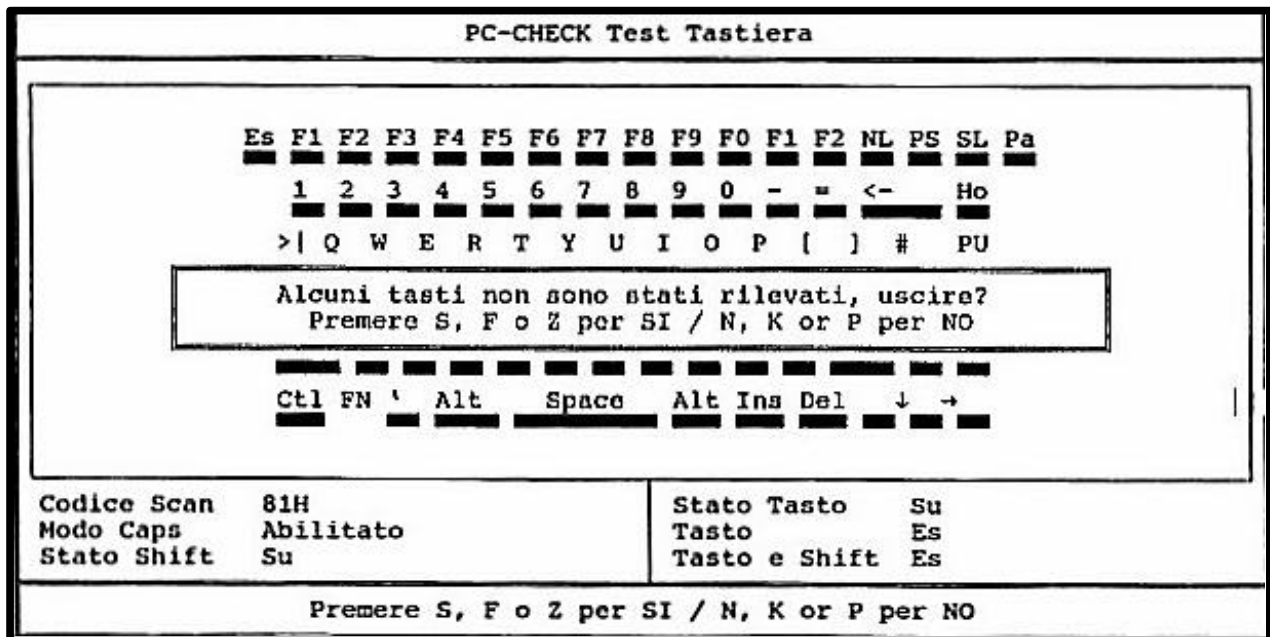 PC-CHECK Test Tastiera
Es F1 F2 F3 F4 F5 F6 F7 F8 F9 F0 F1 F2 NL PS SL Pa
1 2 3 4 5 6 7 8 9 0 - = <- Ho
>| Q W E R T Y U I O P [ ] # PU
Alcuni tasti non sono stati rilevati, uscire?
Premere S, F o Z per SI / N, K or P per NO
Ctl FN ‛ Alt Space Alt Ins Del ↓ →
Codice Scan 81H
Modo Caps Abilitato
Stato Shift Su
Stato Tasto Su
Tasto Es
Tasto e Shift Es
Premere S, F o Z per SI / N, K or P per NO